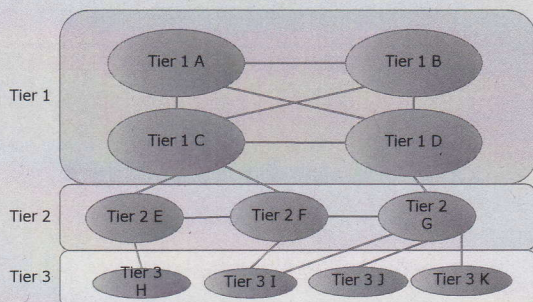 Tier 1 A
Tier 1 B
Tier 1
Tier 1 C
Tier 1 D
Tier 2
Tier 2 E
Tier 2 F
Tier 2
G
Tier 3
Tier 3
H
Tier 3 I
Tier 3 J
Tier 3 K